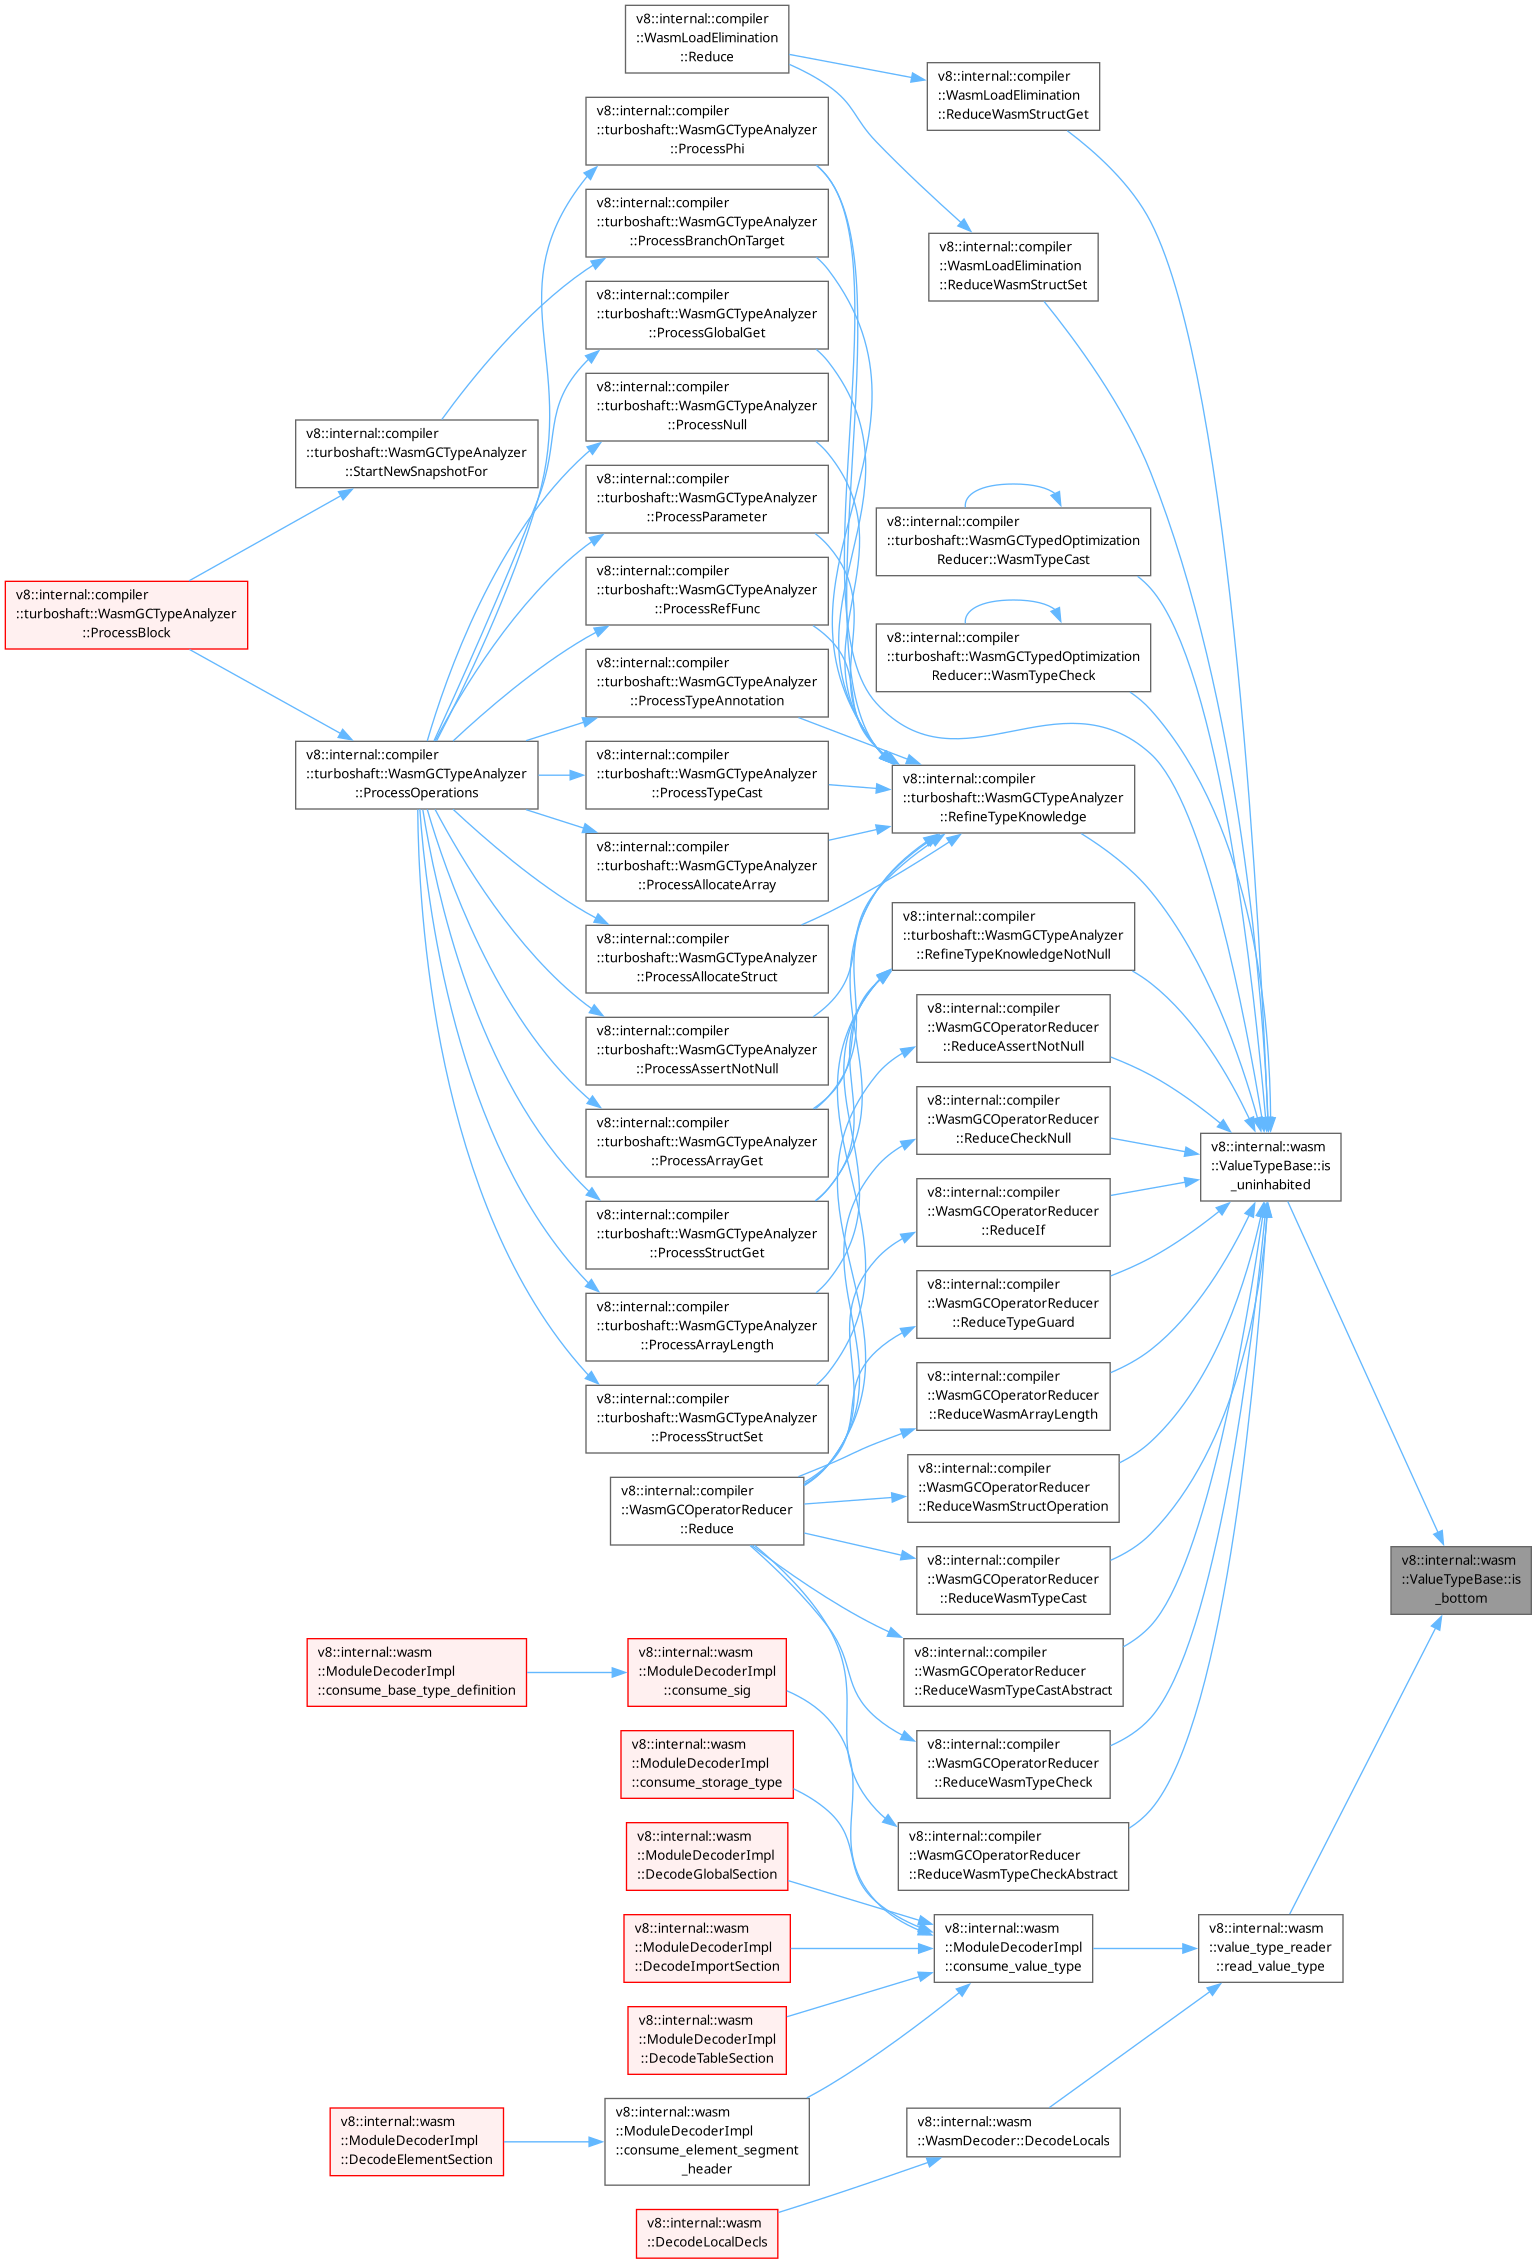 v8::internal::compiler
::WasmLoadElimination
::Reduce
v8::internal::compiler
::WasmLoadElimination
::ReduceWasmStructGet
v8::internal::compiler
::turboshaft::WasmGCTypeAnalyzer
::ProcessPhi
v8::internal::compiler
::turboshaft::WasmGCTypeAnalyzer
::ProcessBranchOnTarget
v8::internal::compiler
::WasmLoadElimination
::ReduceWasmStructSet
v8::internal::compiler
::turboshaft::WasmGCTypeAnalyzer
::ProcessGlobalGet
v8::internal::compiler
::turboshaft::WasmGCTypeAnalyzer
::ProcessNull
v8::internal::compiler
::turboshaft::WasmGCTypeAnalyzer
::StartNewSnapshotFor
v8::internal::compiler
::turboshaft::WasmGCTypeAnalyzer
::ProcessParameter
v8::internal::compiler
::turboshaft::WasmGCTypedOptimization
Reducer::WasmTypeCast
v8::internal::compiler
::turboshaft::WasmGCTypeAnalyzer
::ProcessRefFunc
v8::internal::compiler
::turboshaft::WasmGCTypeAnalyzer
::ProcessBlock
v8::internal::compiler
::turboshaft::WasmGCTypedOptimization
Reducer::WasmTypeCheck
v8::internal::compiler
::turboshaft::WasmGCTypeAnalyzer
::ProcessTypeAnnotation
v8::internal::compiler
::turboshaft::WasmGCTypeAnalyzer
::ProcessOperations
v8::internal::compiler
::turboshaft::WasmGCTypeAnalyzer
::ProcessTypeCast
v8::internal::compiler
::turboshaft::WasmGCTypeAnalyzer
::RefineTypeKnowledge
v8::internal::compiler
::turboshaft::WasmGCTypeAnalyzer
::ProcessAllocateArray
v8::internal::compiler
::turboshaft::WasmGCTypeAnalyzer
::RefineTypeKnowledgeNotNull
v8::internal::compiler
::turboshaft::WasmGCTypeAnalyzer
::ProcessAllocateStruct
v8::internal::compiler
::WasmGCOperatorReducer
::ReduceAssertNotNull
v8::internal::compiler
::turboshaft::WasmGCTypeAnalyzer
::ProcessAssertNotNull
v8::internal::compiler
::WasmGCOperatorReducer
::ReduceCheckNull
v8::internal::compiler
::turboshaft::WasmGCTypeAnalyzer
::ProcessArrayGet
v8::internal::wasm
::ValueTypeBase::is
_uninhabited
v8::internal::compiler
::WasmGCOperatorReducer
::ReduceIf
v8::internal::compiler
::turboshaft::WasmGCTypeAnalyzer
::ProcessStructGet
v8::internal::compiler
::WasmGCOperatorReducer
::ReduceTypeGuard
v8::internal::compiler
::turboshaft::WasmGCTypeAnalyzer
::ProcessArrayLength
v8::internal::compiler
::WasmGCOperatorReducer
::ReduceWasmArrayLength
v8::internal::compiler
::turboshaft::WasmGCTypeAnalyzer
::ProcessStructSet
v8::internal::compiler
::WasmGCOperatorReducer
::ReduceWasmStructOperation
v8::internal::compiler
::WasmGCOperatorReducer
::Reduce
v8::internal::compiler
::WasmGCOperatorReducer
::ReduceWasmTypeCast
v8::internal::wasm
::ValueTypeBase::is
_bottom
v8::internal::compiler
::WasmGCOperatorReducer
::ReduceWasmTypeCastAbstract
v8::internal::wasm
::ModuleDecoderImpl
::consume_base_type_definition
v8::internal::wasm
::ModuleDecoderImpl
::consume_sig
v8::internal::wasm
::ModuleDecoderImpl
::consume_storage_type
v8::internal::compiler
::WasmGCOperatorReducer
::ReduceWasmTypeCheck
v8::internal::wasm
::ModuleDecoderImpl
::DecodeGlobalSection
v8::internal::compiler
::WasmGCOperatorReducer
::ReduceWasmTypeCheckAbstract
v8::internal::wasm
::ModuleDecoderImpl
::DecodeImportSection
v8::internal::wasm
::ModuleDecoderImpl
::consume_value_type
v8::internal::wasm
::value_type_reader
::read_value_type
v8::internal::wasm
::ModuleDecoderImpl
::DecodeTableSection
v8::internal::wasm
::ModuleDecoderImpl
::DecodeElementSection
v8::internal::wasm
::ModuleDecoderImpl
::consume_element_segment
_header
v8::internal::wasm
::WasmDecoder::DecodeLocals
v8::internal::wasm
::DecodeLocalDecls